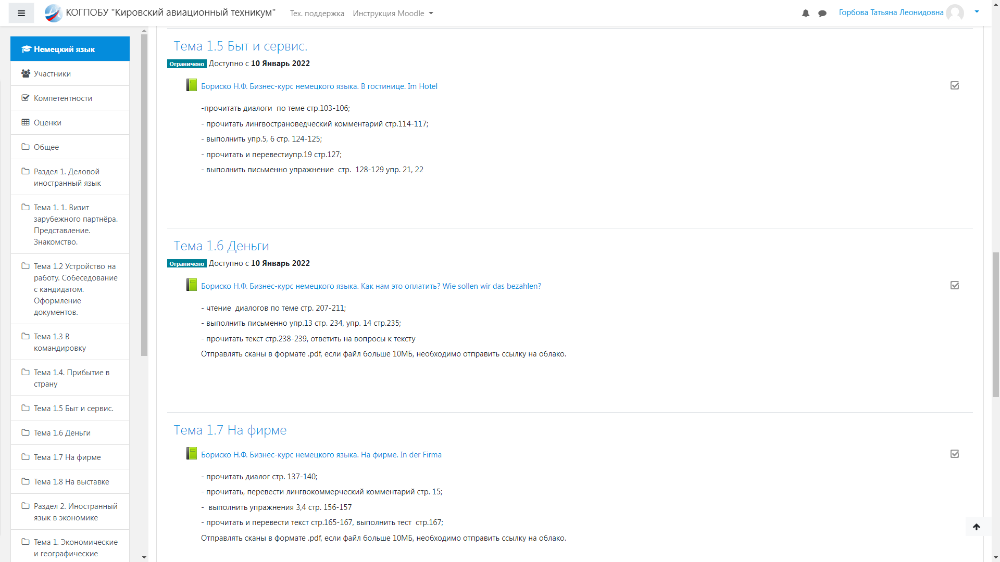 КОГПОБУ "Кировский авиационный техникум"
Тех. поддержка
Инструкция Moodle
Горбова Татьяна Леонидовна
Немецкий язык
Участники
Компетентности
Оценки
Общее
Раздел 1. Деловой
иностранный язык
Тема 1. 1. Визит
зарубежного партнёра.
Представление.
Знакомство.
Тема 1.2 Устройство на
работу. Собеседование
с кандидатом.
Оформление
документов.
Тема 1.3 В
командировку
Тема 1.4. Прибытие в
страну
Тема 1.5 Быт и сервис.
Тема 1.6 Деньги
Тема 1.7 На фирме
Тема 1.8 На выставке
Раздел 2. Иностранный
язык в экономике
Тема 1. Экономические
и географические
Тема 1.5 Быт и сервис.
Ограничено Доступно с 10 Январь 2022
Бориско Н.Ф. Бизнес-курс немецкого языка. В гостинице. Im Hotel
-прочитать диалоги  по теме стр.103-106;
- прочитать лингвострановедческий комментарий стр.114-117;
- выполнить упр.5, 6 стр. 124-125;
- прочитать и перевестиупр.19 стр.127;
- выполнить письменно упражнение  стр.  128-129 упр. 21, 22
Тема 1.6 Деньги
Ограничено Доступно с 10 Январь 2022
Бориско Н.Ф. Бизнес-курс немецкого языка. Как нам это оплатить? Wie sollen wir das bezahlen?
- чтение  диалогов по теме стр. 207-211;
- выполнить письменно упр.13 стр. 234, упр. 14 стр.235;
- прочитать текст стр.238-239, ответить на вопросы к тексту
Отправлять сканы в формате .pdf, если файл больше 10МБ, необходимо отправить ссылку на облако.
Тема 1.7 На фирме
Бориско Н.Ф. Бизнес-курс немецкого языка. На фирме. In der Firma
- прочитать диалог стр. 137-140;
- прочитать, перевести лингвокоммерческий комментарий стр. 15;
-  выполнить упражнения 3,4 стр. 156-157
- прочитать и перевести текст стр.165-167, выполнить тест  стр.167;
Отправлять сканы в формате .pdf, если файл больше 10МБ, необходимо отправить ссылку на облако.